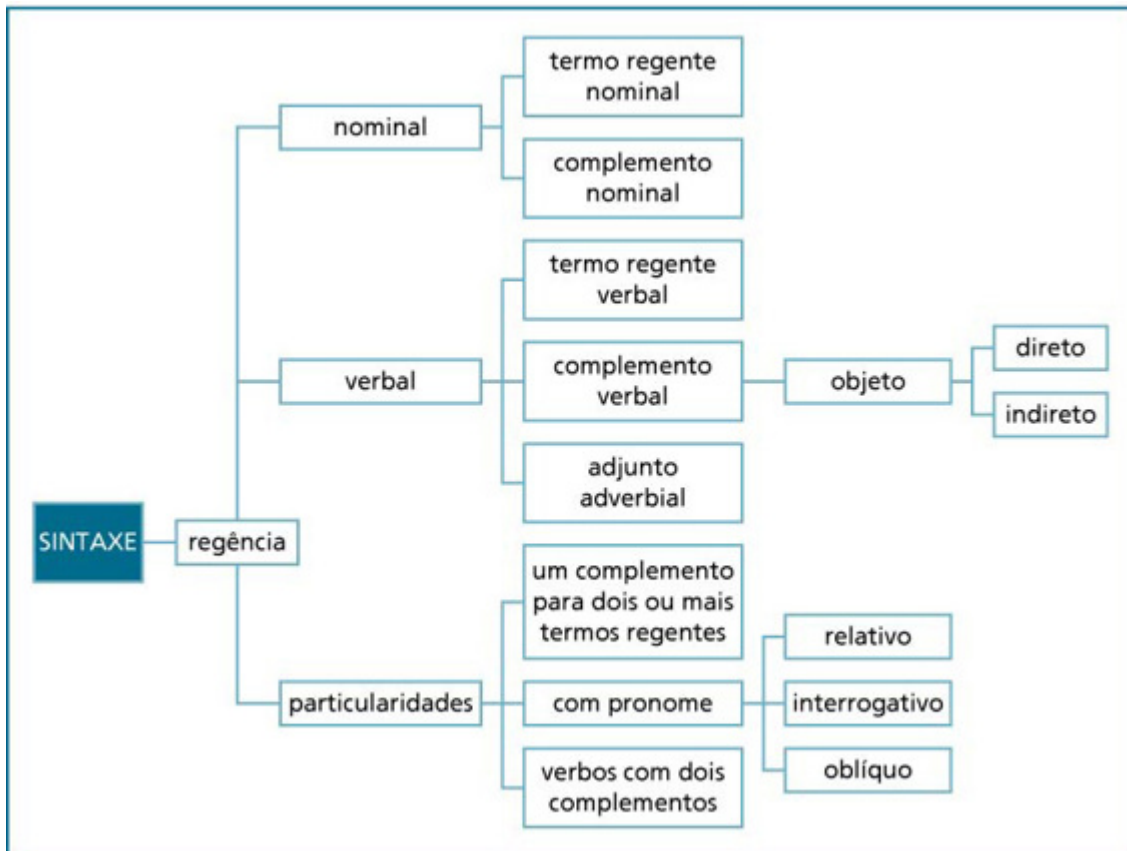 SINTAXE
regência
nominal
termo regente
nominal
complemento
nominal
verbal
termo regente
verbal
complemento
verbal
objeto
direto
indireto
adjunto
adverbial
particularidades
um complemento
para dois ou mais
termos regentes
com pronome
relativo
interrogativo
oblíquo
verbos com dois
complementos